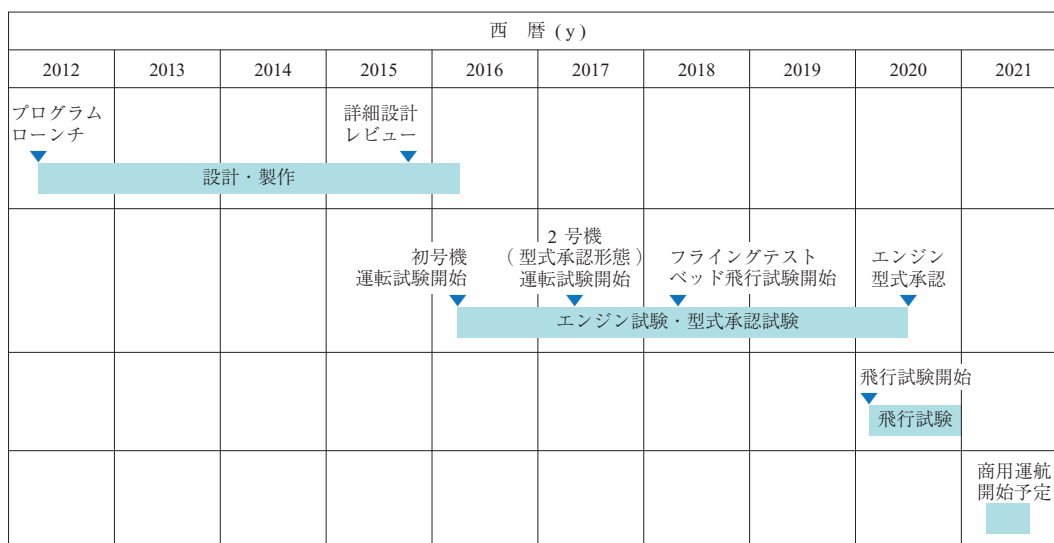 西 暦 (y)
2012 2013 2014 2015 2016 2017 2018 2019 2020 2021
プログラム
ローンチ
詳細設計
レビュー
設計・製作
初号機
運転試験開始
2 号機
( 型式承認形態 )
運転試験開始
フライングテスト
ベッド飛行試験開始
エンジン
型式承認
エンジン試験・型式承認試験
飛行試験開始
飛行試験
商用運航
開始予定